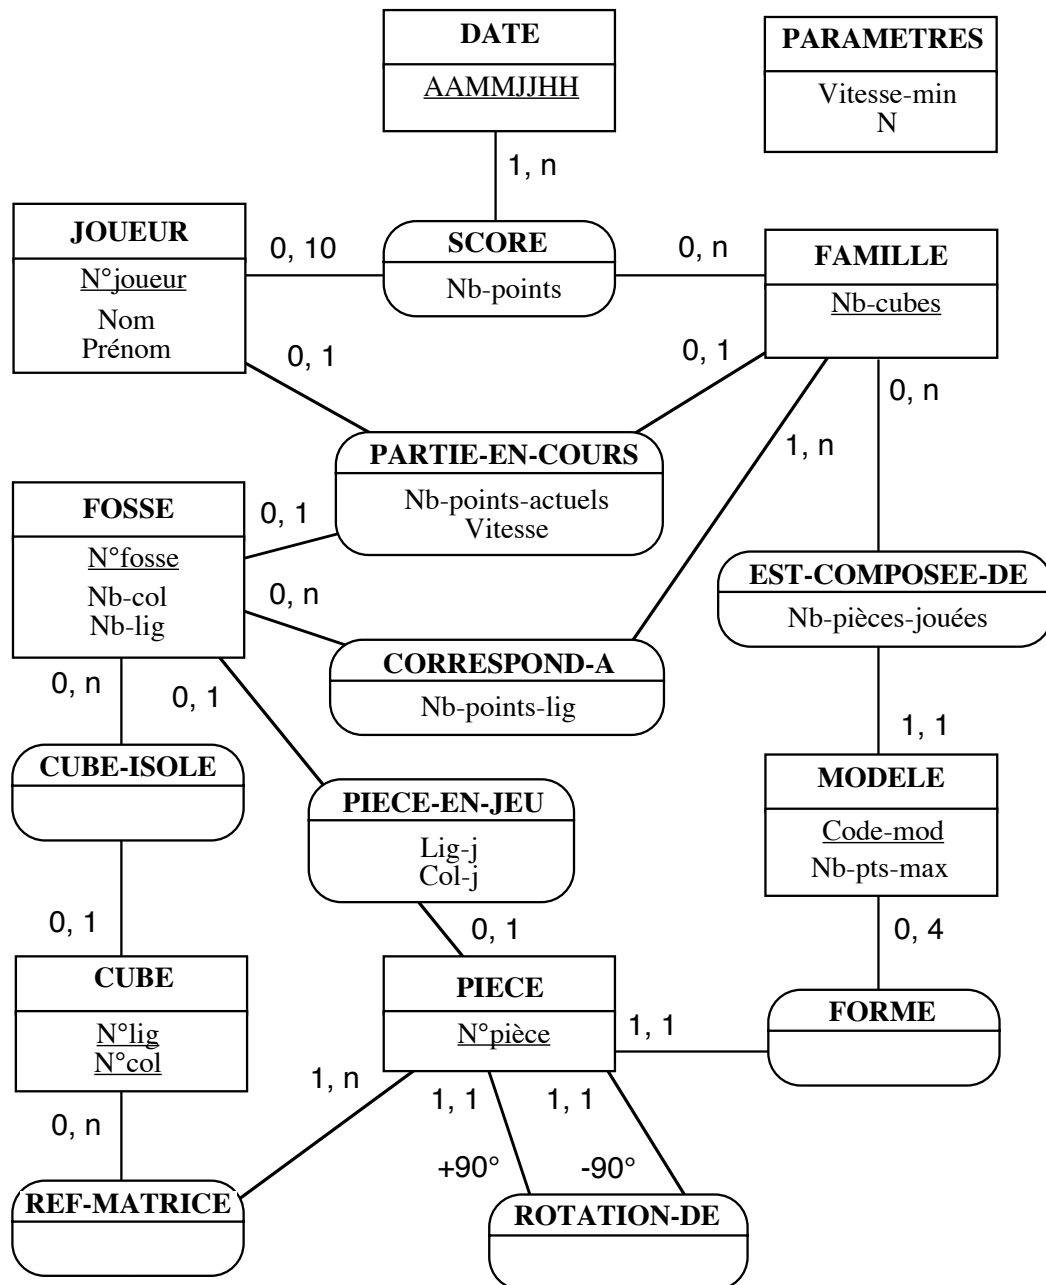 DATE
AAMMJJHH
PARAMETRES
Vitesse-min
N
1, n
JOUEUR
N°joueur
Nom
Prénom
0, 10
SCORE
Nb-points
0, n
FAMILLE
Nb-cubes
0, 1
0, 1
0, n
1, n
PARTIE-EN-COURS
Nb-points-actuels
Vitesse
FOSSE
N°fosse
Nb-col
Nb-lig
0, 1
0, n
EST-COMPOSEE-DE
Nb-pièces-jouées
CORRESPOND-A
Nb-points-lig
0, n
0, 1
1, 1
CUBE-ISOLE
PIECE-EN-JEU
Lig-j
Col-j
MODELE
Code-mod
Nb-pts-max
0, 1
0, 1
0, 4
CUBE
N°lig
N°col
PIECE
N°pièce
1, 1
FORME
1, n
1, 1
1, 1
0, n
+90°
-90°
REF-MATRICE
ROTATION-DE